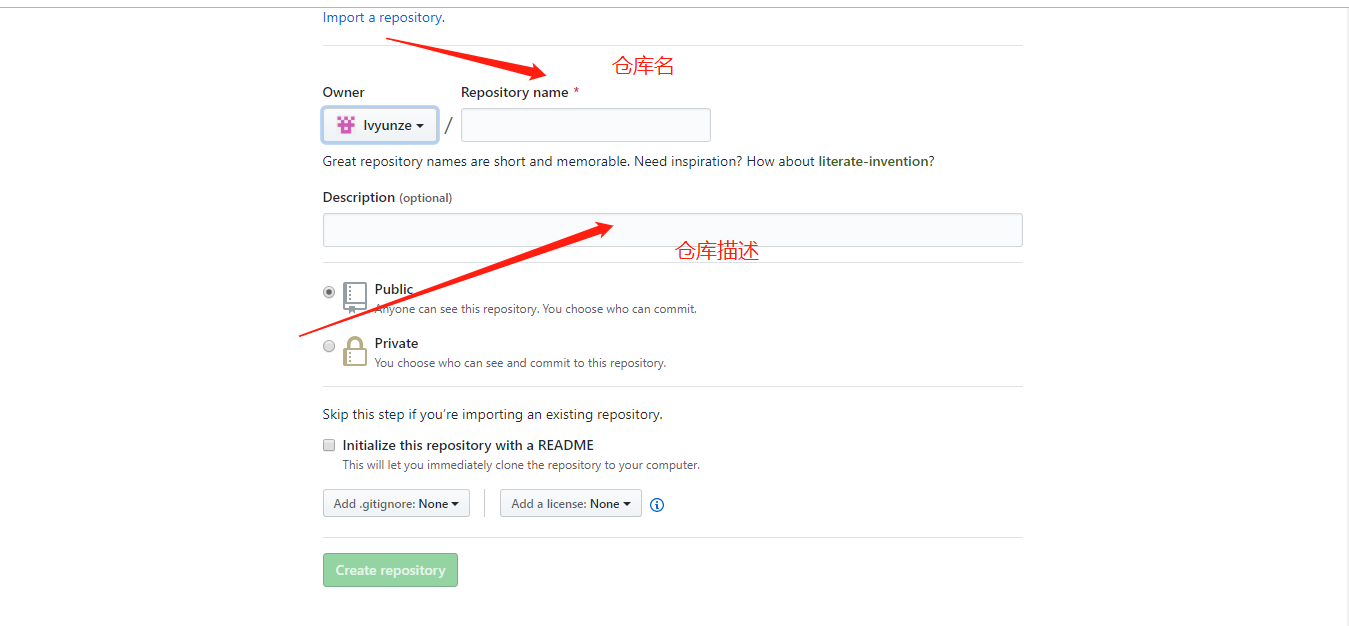 Import a repository.
仓库名
Owner
Repository name *
lvyunze
/
Great repository names are short and memorable. Need inspiration? How about literate-invention?
Description (optional)
仓库描述
Public
Anyone can see this repository. You choose who can commit.
Private
You choose who can see and commit to this repository.
Skip this step if you’re importing an existing repository.
Initialize this repository with a README
This will let you immediately clone the repository to your computer.
Add .gitignore: None
Add a license: None
Create repository